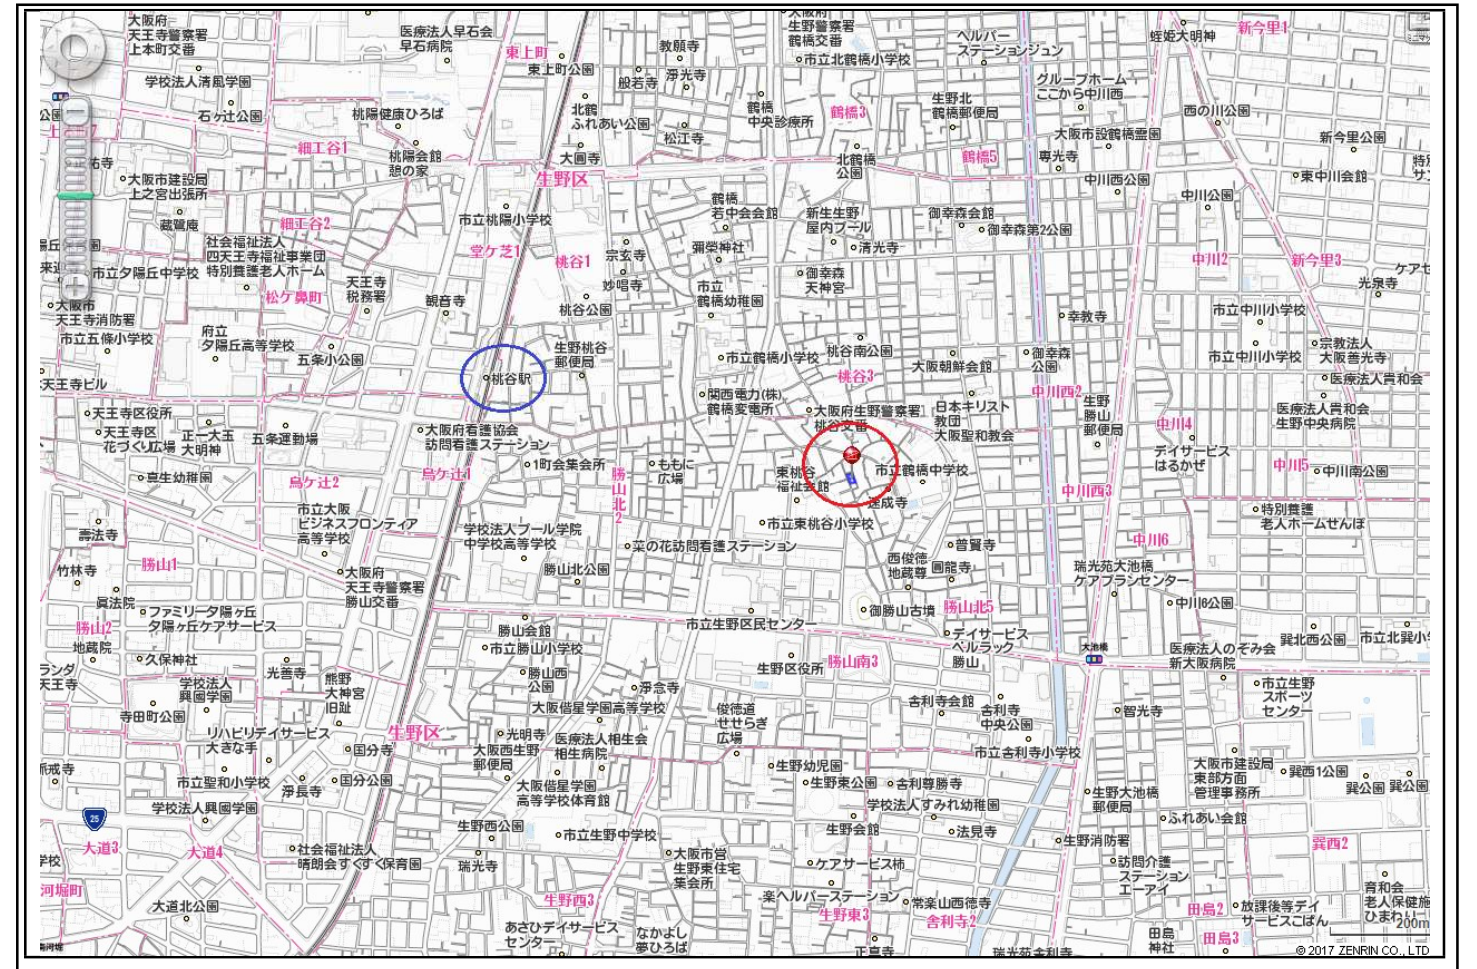 大阪府
天王寺警察署
上本町交番
医療法人早石会
早石病院
東上町
東上町公園
教願寺
般若寺
淨光寺
大阪府
生野警察署
鶴橋交番
市立北鶴橋小学校
ヘルパー
ステーションジュン
蛭姫大明神
新今里1
学校法人清風学園
石ヶ辻公園
桃陽健康ひろば
北鶴
ふれあい公園
鶴橋
中央診療所
鶴橋3
生野北
鶴橋郵便局
グループホーム
ここから中川西
西の川公園
大阪市設鶴橋霊園
新今里公園
細工谷1
桃陽会館
憩の家
松江寺
大圓寺
生野区
北鶴橋
公園
鶴橋5
専光寺
中川西公園
東中川会館
大阪市建設局
上之宮出張所
蔵鷺庵
細工谷2
市立桃陽小学校
鶴橋
若中会会館
新生生野
屋内プール
御幸森会館
御幸森第2公園
中川公園
社会福祉法人
四天王寺福祉事業団
特別養護老人ホーム
市立夕陽丘中学校
堂ケ芝1
桃谷1
宗玄寺
彌榮神社
清光寺
中川2
新今里3
松ケ鼻町
天王寺
税務署
観音寺
妙唱寺
桃谷公園
市立
鶴橋幼稚園
御幸森
天神宮
光泉寺
大阪市
天王寺消防署
市立五條小学校
府立
夕陽丘高等学校
五条小公園
生野桃谷
郵便局
市立鶴橋小学校
桃谷南公園
桃谷3
大阪朝鮮会館
幸教寺
御幸森
公園
市立中川小学校
市立中川小学校
宗教法人
大阪善光寺
天王寺ビル
桃谷駅
関西電力(株)
鶴橋変電所
中川西2
医療法人貴和会
天王寺区役所
天王寺区
花づくり広場
正一大玉
大明神
五条運動場
大阪府看護協会
訪問看護ステーション
大阪府生野警察署
桃谷交番
日本キリスト
教団
大阪聖和教会
生野
勝山
郵便局
中川4
医療法人貴和会
生野中央病院
真生幼稚園
烏ケ辻2
烏ケ辻1
1町会集会所
勝山北2
ももに
広場
東桃谷
福祉会館
市立鶴橋中学校
速成寺
デイサービス
はるかぜ
中川5
中川南公園
中川西3
市立大阪
ビジネスフロンティア
高等学校
学校法人プール学院
中学校高等学校
市立東桃谷小学校
特別養護
老人ホームせんぼ
壽法寺
勝山1
竹林寺
菜の花訪問看護ステーション
西俊徳
地蔵尊
普賢寺
圓龍寺
中川6
瑞光苑大池橋
ケアプランセンター
大阪府
天王寺警察署
勝山交番
勝山北公園
眞法院
ファミリー夕陽ヶ丘
夕陽ヶ丘ケアサービス
御勝山古墳
勝山北5
中川6公園
勝山2
地蔵院
勝山会館
市立生野区民センター
デイサービス
ベルラック
勝山
巽北西公園
久保神社
市立勝山小学校
生野区役所
勝山南3
大池橋
医療法人のぞみ会
新大阪病院
学校法人
興國学園
光善寺
熊野
大神宮
旧趾
勝山西
公園
淨念寺
市立生野
スポーツ
センター
寺田町公園
大阪偕星学園高等学校
俊徳道
せせらぎ
広場
舎利寺会館
舎利寺
中央公園
智光寺
リハビリデイサービス
大きな手
国分寺
生野区
光明寺
大阪西生野
郵便局
医療法人相生会
相生病院
市立舎利寺小学校
市立聖和小学校
国分公園
淨長寺
大阪偕星学園
高等学校体育館
生野幼児園
生野東公園
舎利尊勝寺
大阪市建設局
東部方面
管理事務所
巽西1公園
巽公園
巽公園
25
学校法人興國学園
学校法人すみれ幼稚園
生野大池橋
郵便局
ふれあい会館
大道3
大道4
生野西公園
市立生野中学校
生野会館
法見寺
生野消防署
巽西2
社会福祉法人
晴朗会すくすく保育園
瑞光寺
大阪市営
生野東住宅
集会所
ケアサービス柿
訪問介護
ステーション
エーアイ
河堀町
大道北公園
生野西3
楽ヘルパーステーション
生野東3
常楽山西徳寺
舎利寺2
田島2
放課後等デイ
サービスこぱん
育和会
老人保健施
ひまわり
あさひデイサービス
センター
なかよし
夢ひろば
田島
神社
田島3
200m
© 2017 ZENRIN CO., LTD